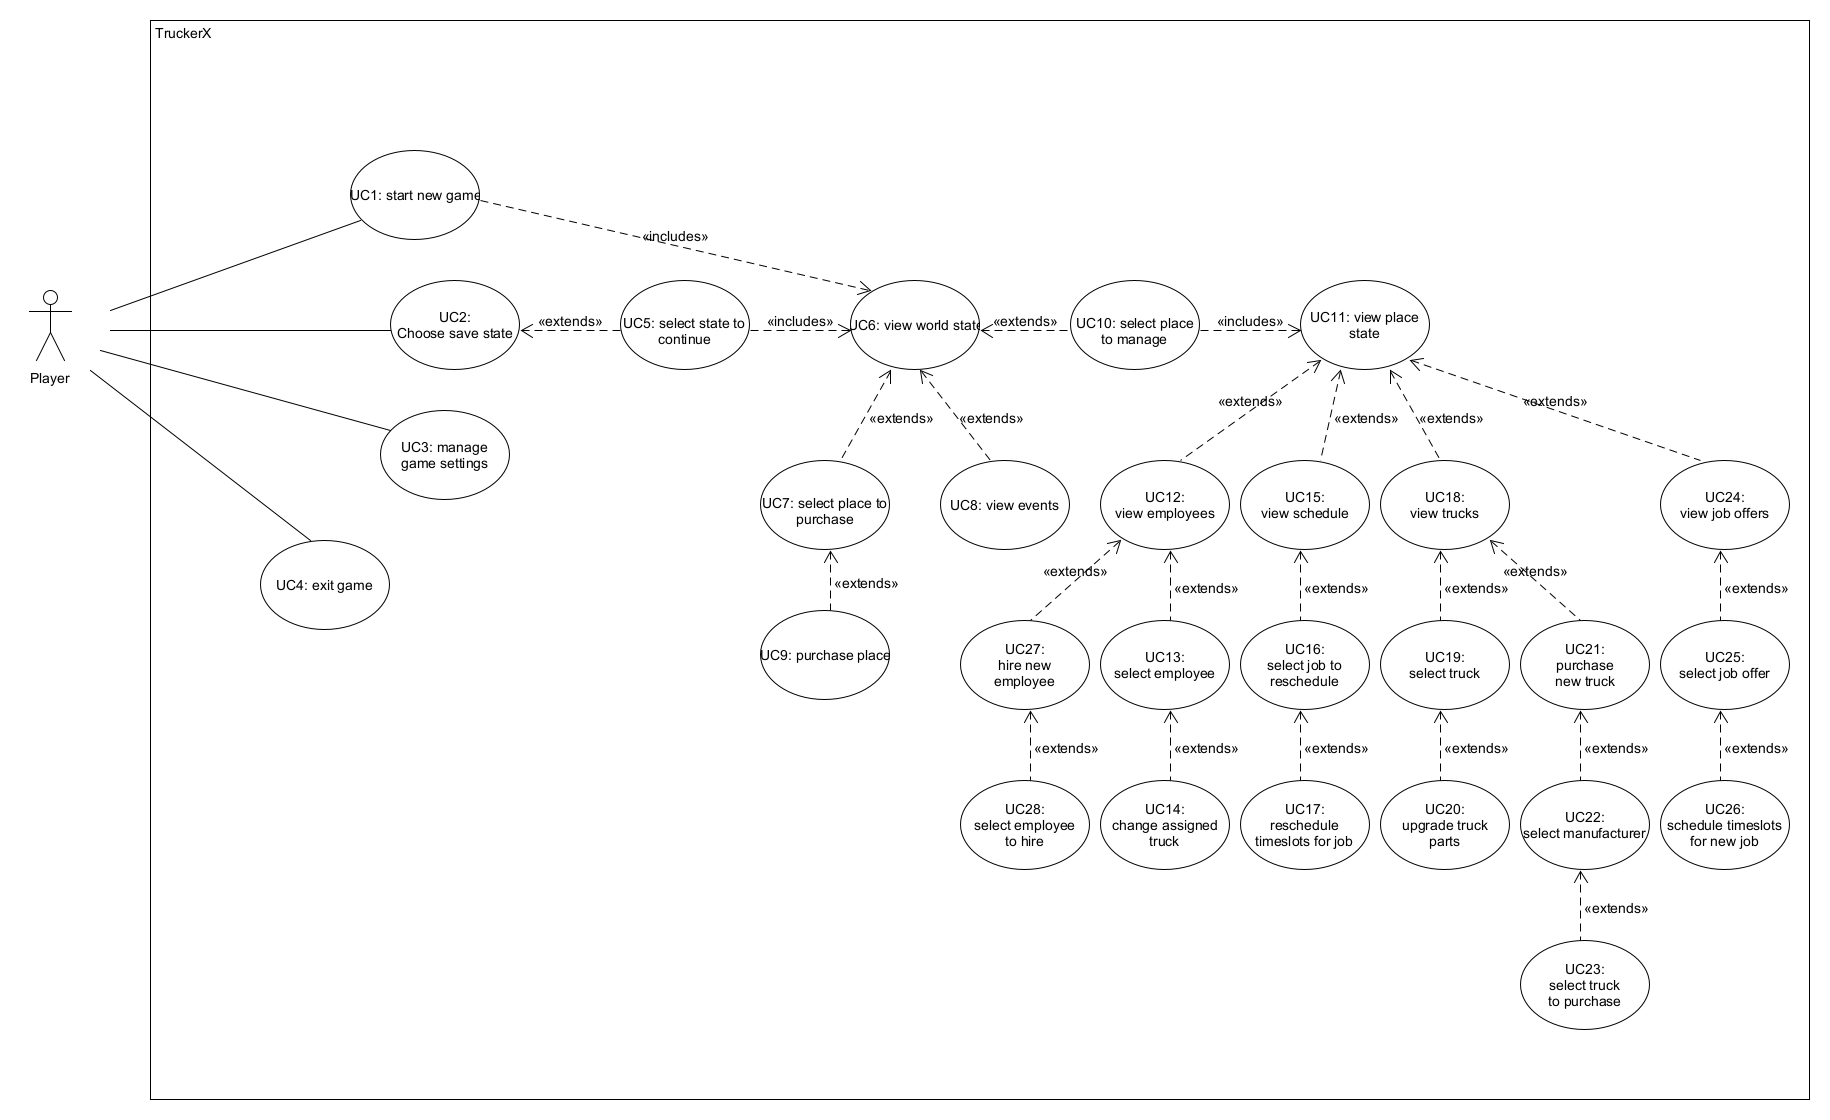 TruckerX
UC1: start new game
«includes»
Player
UC2:
Choose save state
«extends»
UC5: select state to
continue
«includes»
UC6: view world state
«extends»
UC10: select place
to manage
«includes»
UC11: view place
state
«extends»
«extends»
«extends»
«extends»
«extends»
«extends»
UC3: manage
game settings
UC7: select place to
purchase
UC8: view events
UC12:
view employees
UC15:
view schedule
UC18:
view trucks
UC24:
view job offers
UC4: exit game
«extends»
«extends»
«extends»
«extends»
«extends»
«extends»
«extends»
UC9: purchase place
UC27:
hire new
employee
UC13:
select employee
UC16:
select job to
reschedule
UC19:
select truck
UC21:
purchase
new truck
UC25:
select job offer
«extends»
«extends»
«extends»
«extends»
«extends»
«extends»
UC28:
select employee
to hire
UC14:
change assigned
truck
UC17:
reschedule
timeslots for job
UC20:
upgrade truck
parts
UC22:
select manufacturer
UC26:
schedule timeslots
for new job
«extends»
UC23:
select truck
to purchase